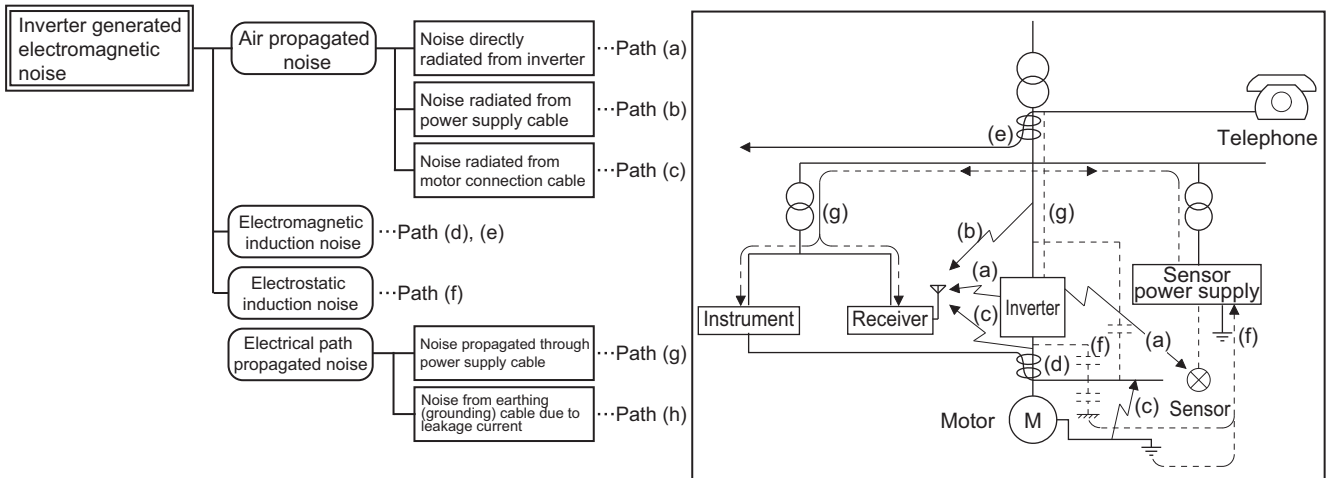 Inverter generated
electromagnetic
noise
Air propagated
noise
Noise directly
radiated from inverter
···Path (a)
Noise radiated from
power supply cable
···Path (b)
Noise radiated from
motor connection cable
···Path (c)
Electromagnetic
induction noise
···Path (d), (e)
Electrostatic
induction noise
···Path (f)
Electrical path
propagated noise
Noise propagated through
power supply cable
···Path (g)
Noise from earthing
(grounding) cable due to
leakage current
···Path (h)
Telephone
(e)
(g)
(g)
(b)
(a)
Sensor
power supply
Instrument
Receiver
Inverter
(c)
(f)
(a)
(f)
(d)
(c)
Sensor
Motor
M